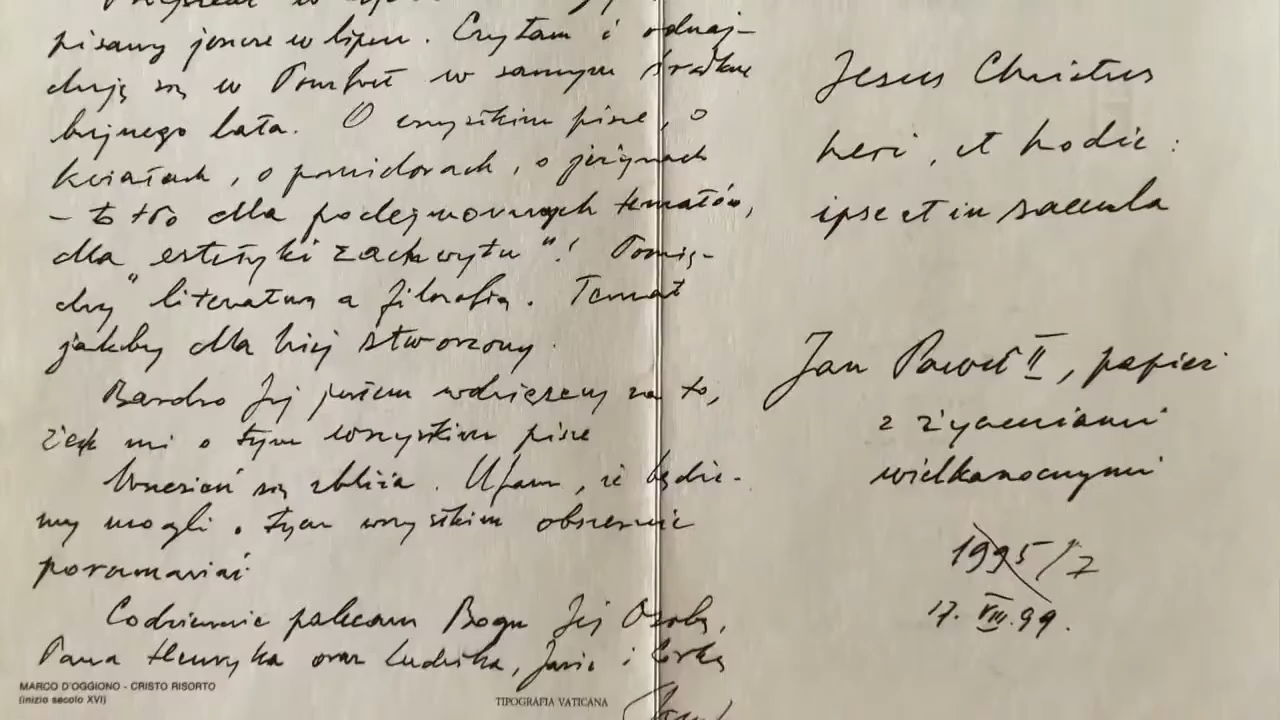 pisany jeszcze w lipcu. Czytam i odnaj-
duję się w Pomfret w samym środku
bujnego lata. O wszystkim pisze, o
kwiatach, o pomidorach, o jeżynach
– to tło dla podejmowanych tematów,
dla "estetyki zachwytu"! Pomię-
dzy literaturą a filozofią. Temat
jakby dla Niej stworzony.
Bardzo Jej jestem wdzięczny za to,
że mi o tym wszystkim pisze
Wrzesień się zbliża. Ufam, iż będzie-
my mogli o tym wszystkim obszernie
porozmawiać
Codziennie polecam Bogu Jej Osobę,
Pana Henryka oraz Ludwika, Jasia i Córkę
MARCO D'OGGIONO - CRISTO RISORTO
(inizio secolo XVI)
TIPOGRAFIA VATICANA
Jesus Christus
heri, et hodie:
ipse et in saecula
Jan Paweł II, papież
z życzeniami
wielkanocnymi
1995/7
17. VIII. 99.